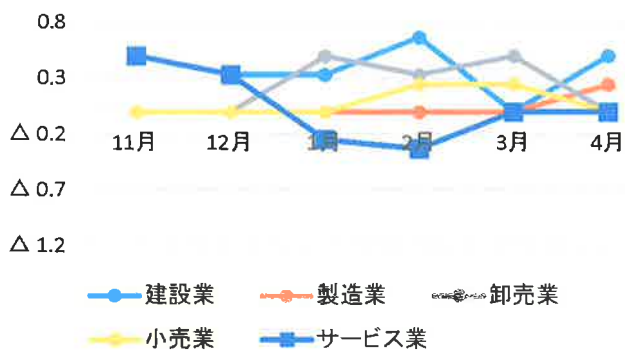 0.8
0.3
△ 0.2
11月 12月 1月 2月 3月 4月
△ 0.7
△ 1.2
建設業 製造業 卸売業
小売業 サービス業